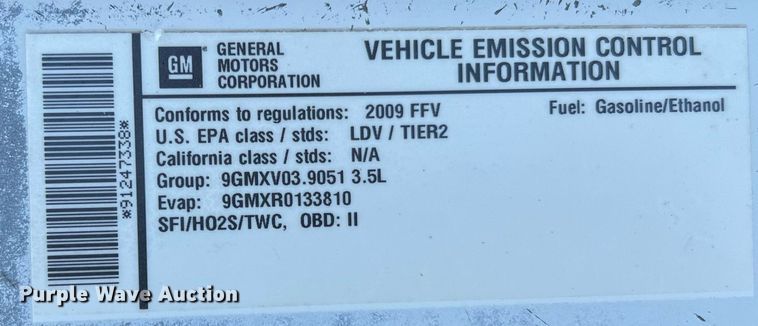 GM
GENERAL
MOTORS
CORPORATION
VEHICLE EMISSION CONTROL
INFORMATION
Conforms to regulations: 2009 FFV
Fuel: Gasoline/Ethanol
U.S. EPA class / stds: LDV / TIER2
California class / stds: N/A
Group: 9GMXV03.9051 3.5L
Evap: 9GMXR0133810
SFI/HO2S/TWC, OBD: II
*91247338*
Purple Wave Auction